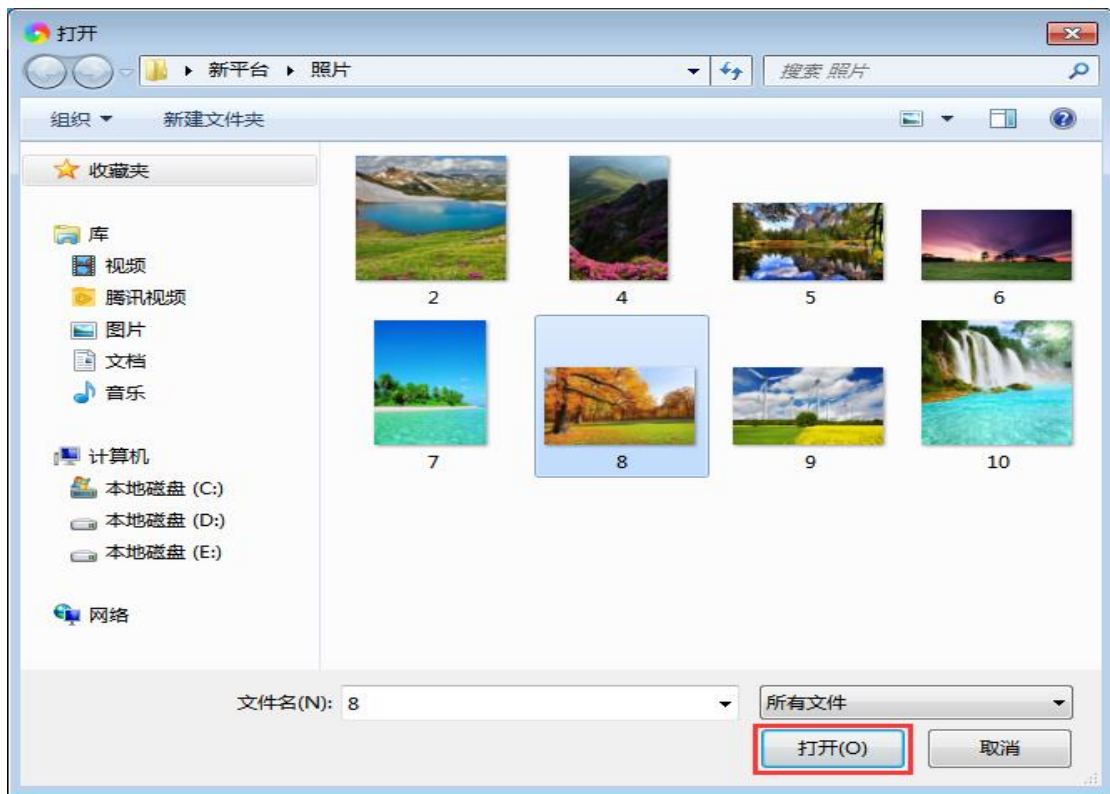 打开
新平台 照片
搜索 照片
组织 新建文件夹
收藏夹
库
视频
腾讯视频
图片
文档
音乐
计算机
本地磁盘 (C:)
本地磁盘 (D:)
本地磁盘 (E:)
网络
2 4 5 6
7 8 9 10
文件名(N): 8 所有文件
打开(O) 取消